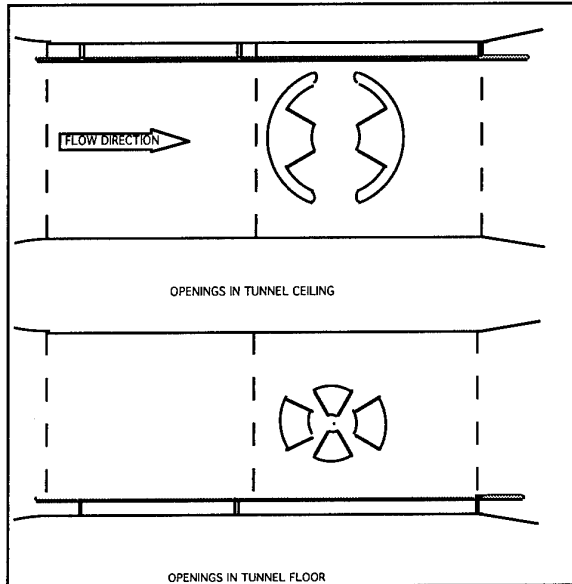 FLOW DIRECTION
OPENINGS IN TUNNEL CEILING
OPENINGS IN TUNNEL FLOOR